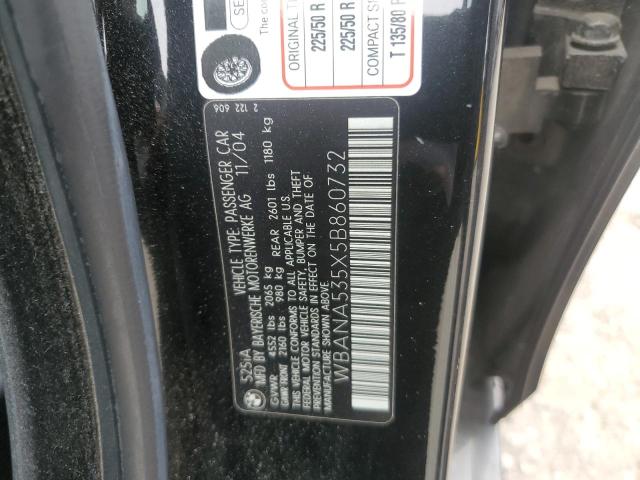 SE
The com
ORIGINAL T
225/50 R
225/50 R
COMPACT S
T 135/80 R
2 122 606
525iA VEHICLE TYPE: PASSENGER CAR
MFD BY BAYERISCHE MOTORENWERKE AG 11/04
GVWR 4552 lbs 2065 kg
GAWR FRONT 2160 lbs 980 kg REAR 2601 lbs 1180 kg
THIS VEHICLE CONFORMS TO ALL APPLICABLE U.S.
FEDERAL MOTOR VEHICLE SAFETY, BUMPER AND THEFT
PREVENTION STANDARDS IN EFFECT ON THE DATE OF
MANUFACTURE SHOWN ABOVE.
WBANA535X5B860732